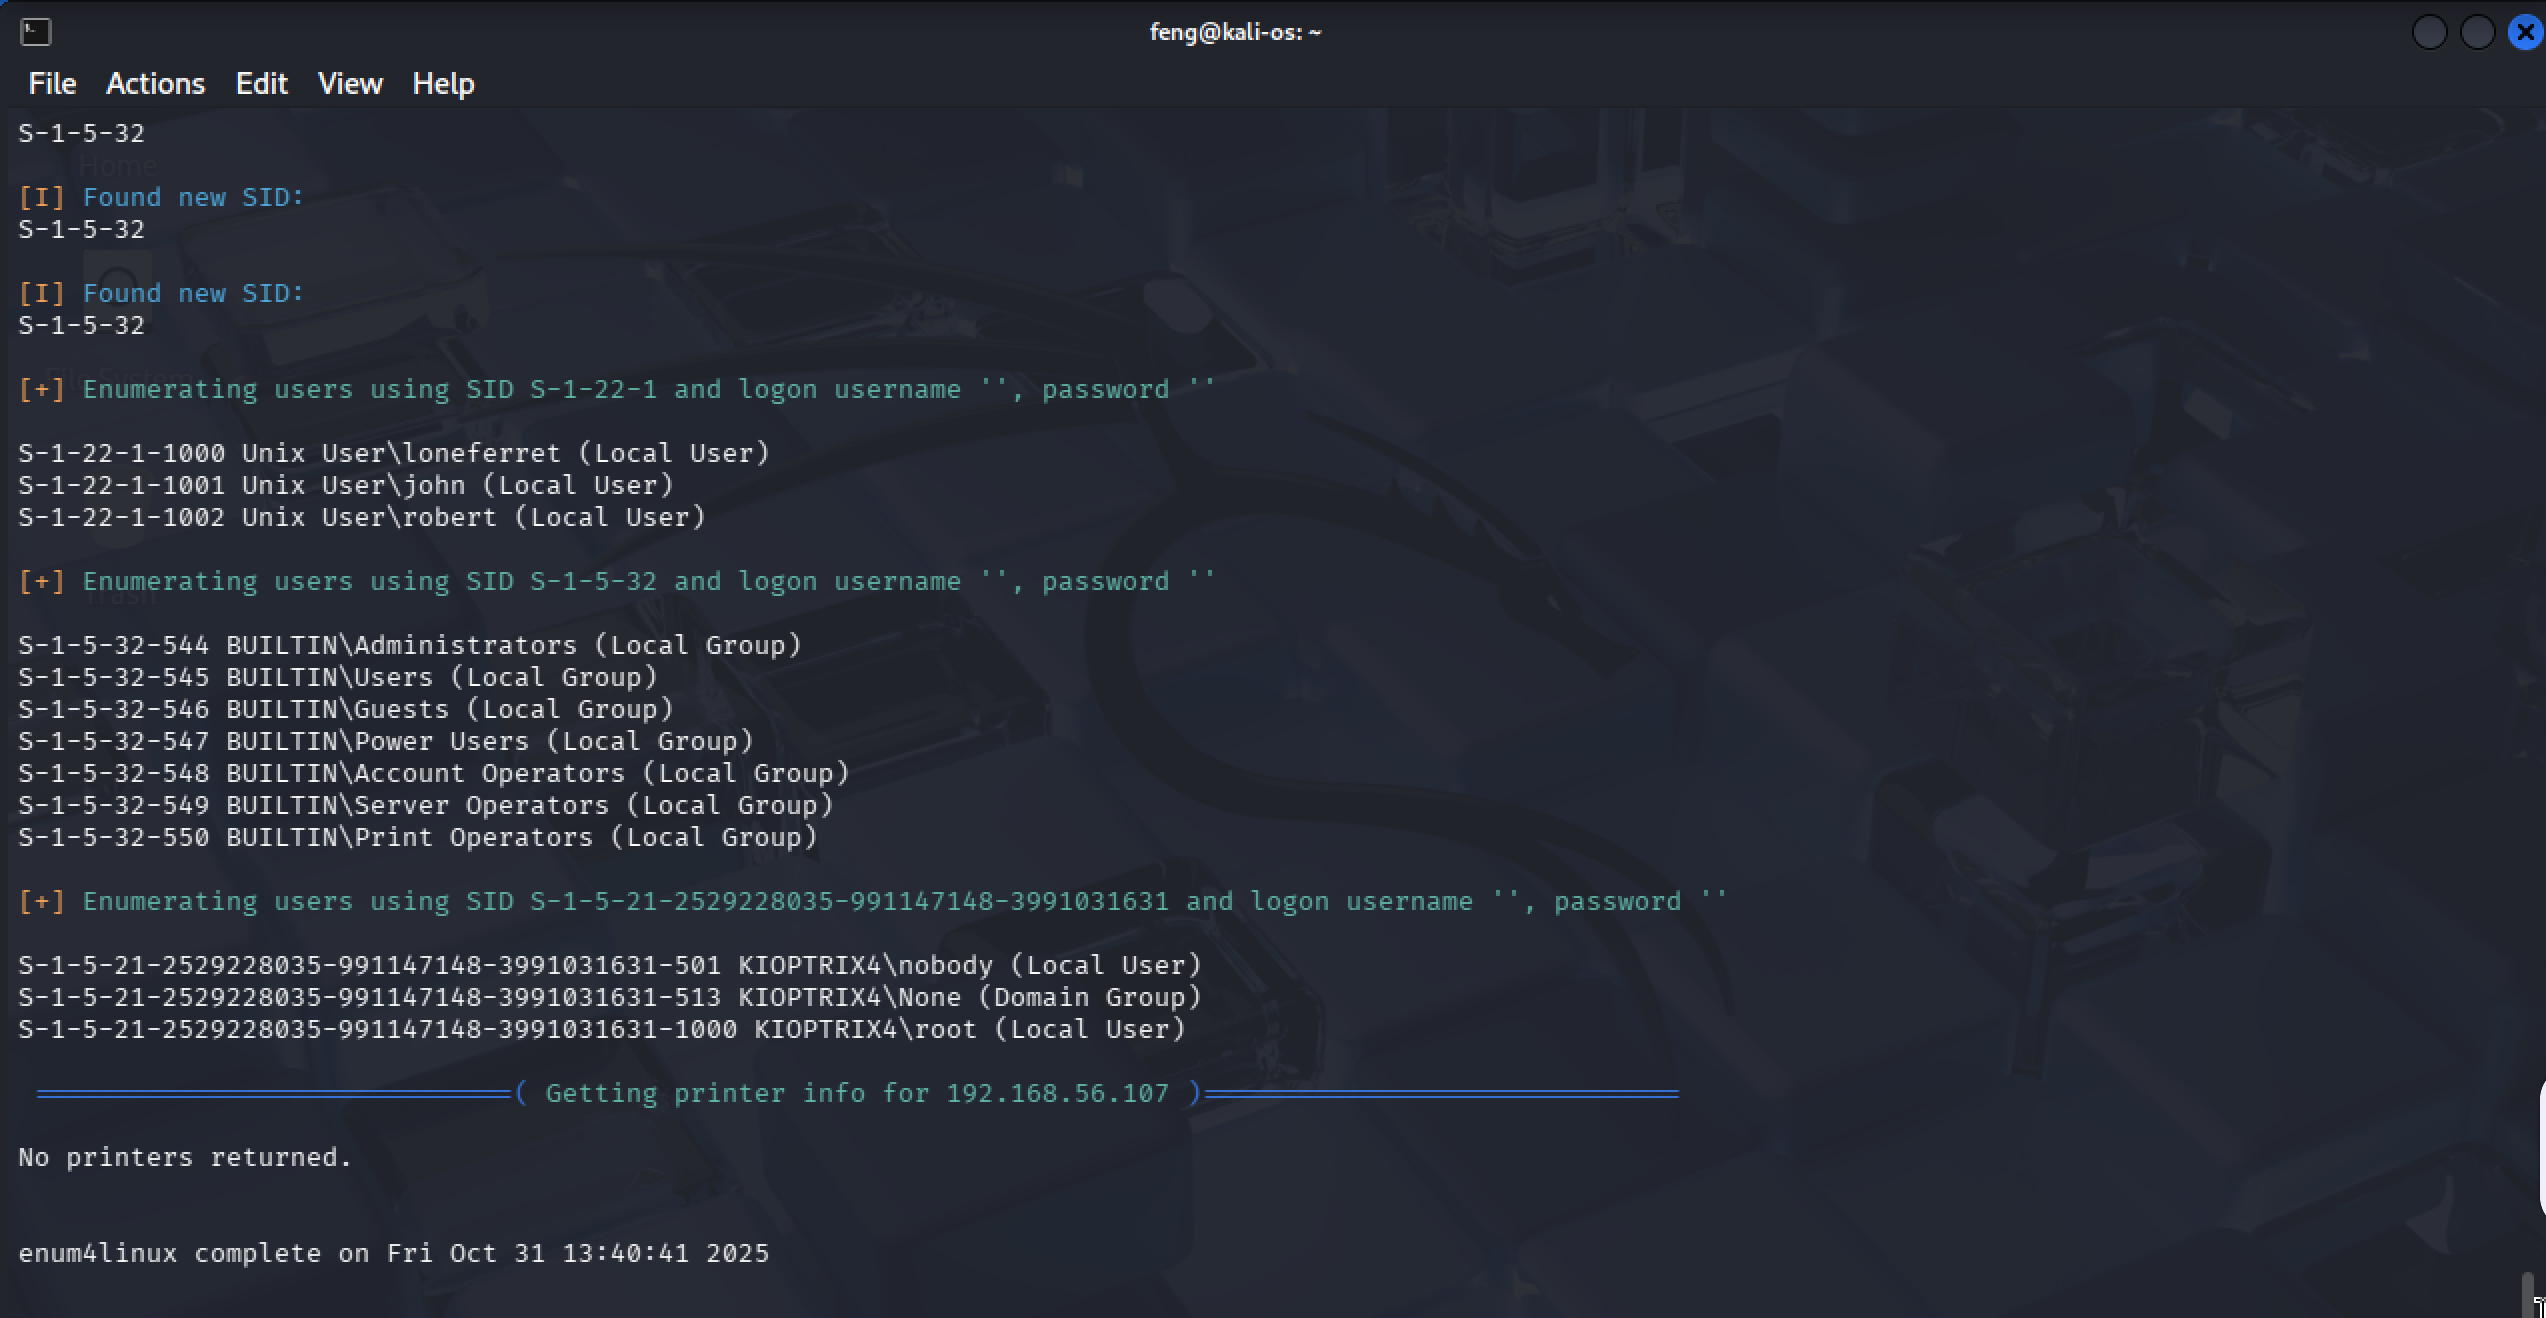 feng@kali-os: ~
File Actions Edit View Help
S-1-5-32
Home
[I] Found new SID:
S-1-5-32
[I] Found new SID:
S-1-5-32
File System
[+] Enumerating users using SID S-1-22-1 and logon username '', password ''
S-1-22-1-1000 Unix User\loneferret (Local User)
S-1-22-1-1001 Unix User\john (Local User)
S-1-22-1-1002 Unix User\robert (Local User)
[+] Enumerating users using SID S-1-5-32 and logon username '', password ''
Trash
S-1-5-32-544 BUILTIN\Administrators (Local Group)
S-1-5-32-545 BUILTIN\Users (Local Group)
S-1-5-32-546 BUILTIN\Guests (Local Group)
S-1-5-32-547 BUILTIN\Power Users (Local Group)
S-1-5-32-548 BUILTIN\Account Operators (Local Group)
S-1-5-32-549 BUILTIN\Server Operators (Local Group)
S-1-5-32-550 BUILTIN\Print Operators (Local Group)
[+] Enumerating users using SID S-1-5-21-2529228035-991147148-3991031631 and logon username '', password ''
S-1-5-21-2529228035-991147148-3991031631-501 KIOPTRIX4\nobody (Local User)
S-1-5-21-2529228035-991147148-3991031631-513 KIOPTRIX4\None (Domain Group)
S-1-5-21-2529228035-991147148-3991031631-1000 KIOPTRIX4\root (Local User)
==============================( Getting printer info for 192.168.56.107 )==============================
No printers returned.
enum4linux complete on Fri Oct 31 13:40:41 2025